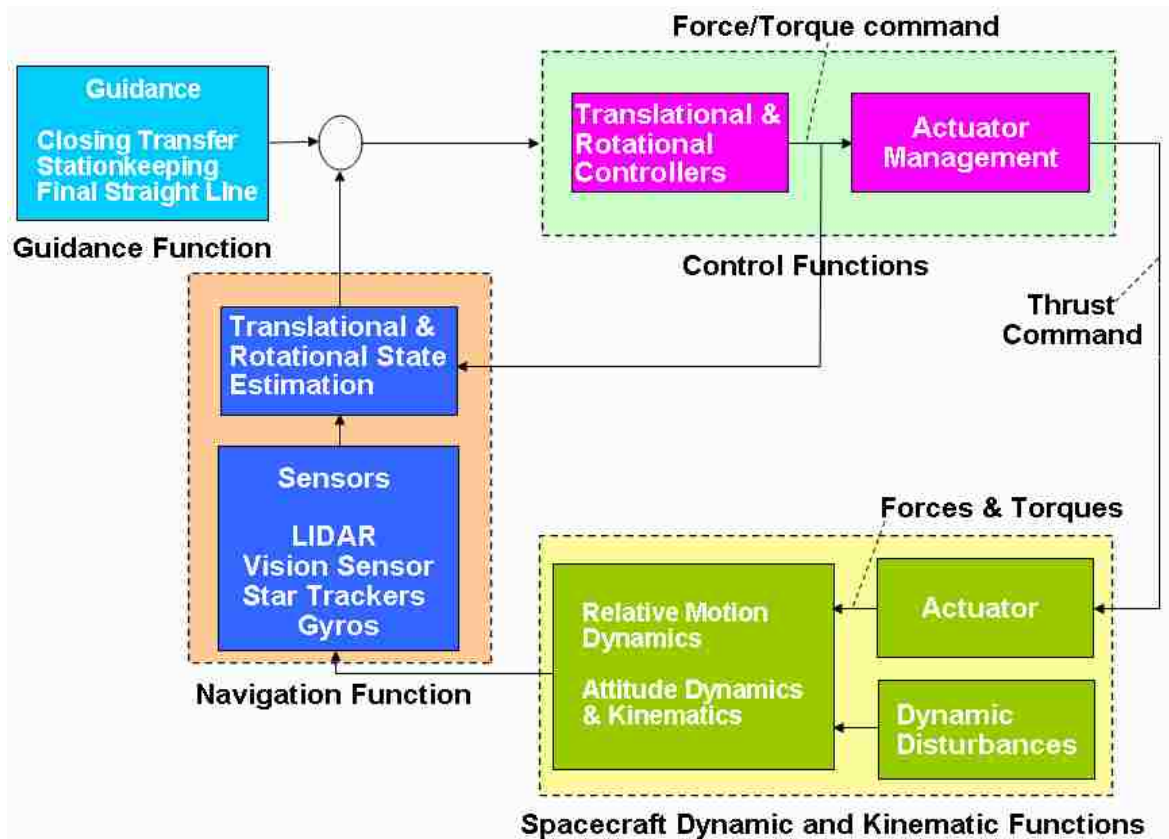 Force/Torque command
Guidance
Closing Transfer
Stationkeeping
Final Straight Line
Guidance Function
Translational &
Rotational
Controllers
Actuator
Management
Control Functions
Thrust
Command
Translational &
Rotational State
Estimation
Sensors
LIDAR
Vision Sensor
Star Trackers
Gyros
Navigation Function
Forces & Torques
Relative Motion
Dynamics
Attitude Dynamics
& Kinematics
Actuator
Dynamic
Disturbances
Spacecraft Dynamic and Kinematic Functions